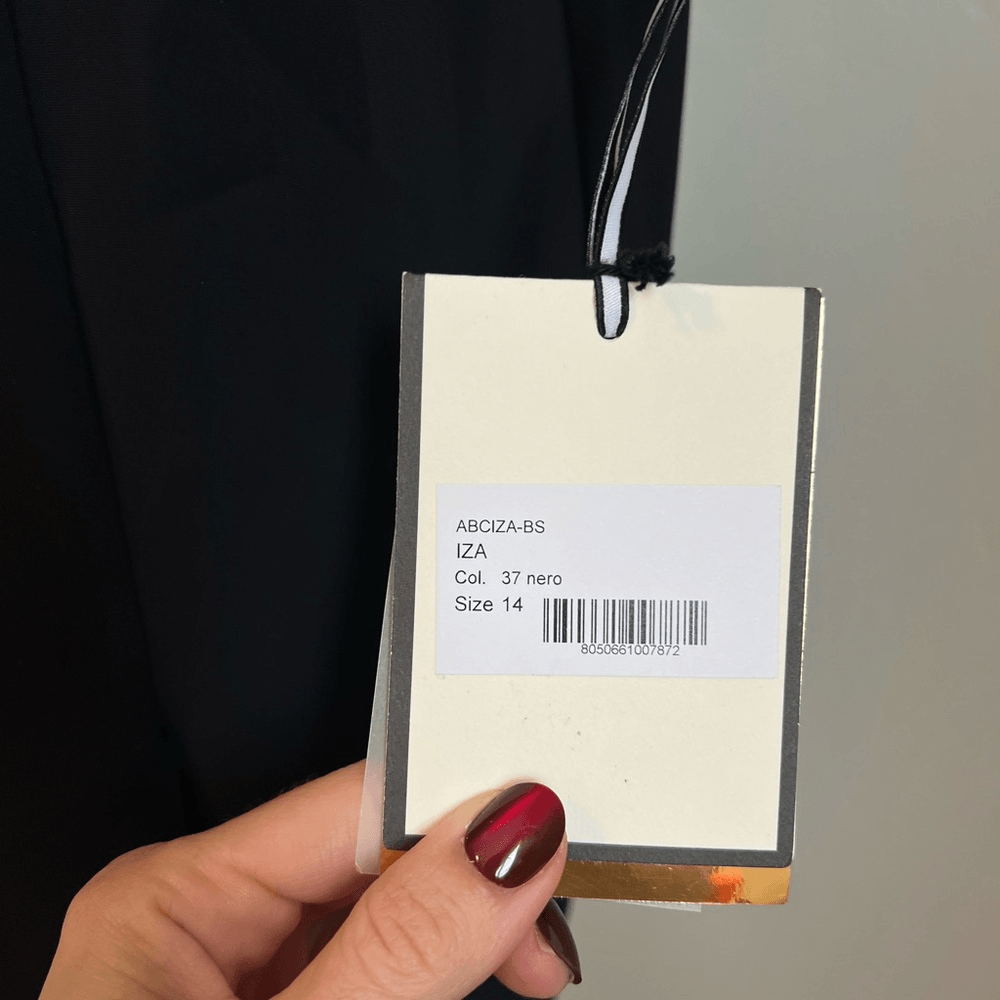 ABCIZA-BS
IZA
Col. 37 nero
Size 14
8050661007872